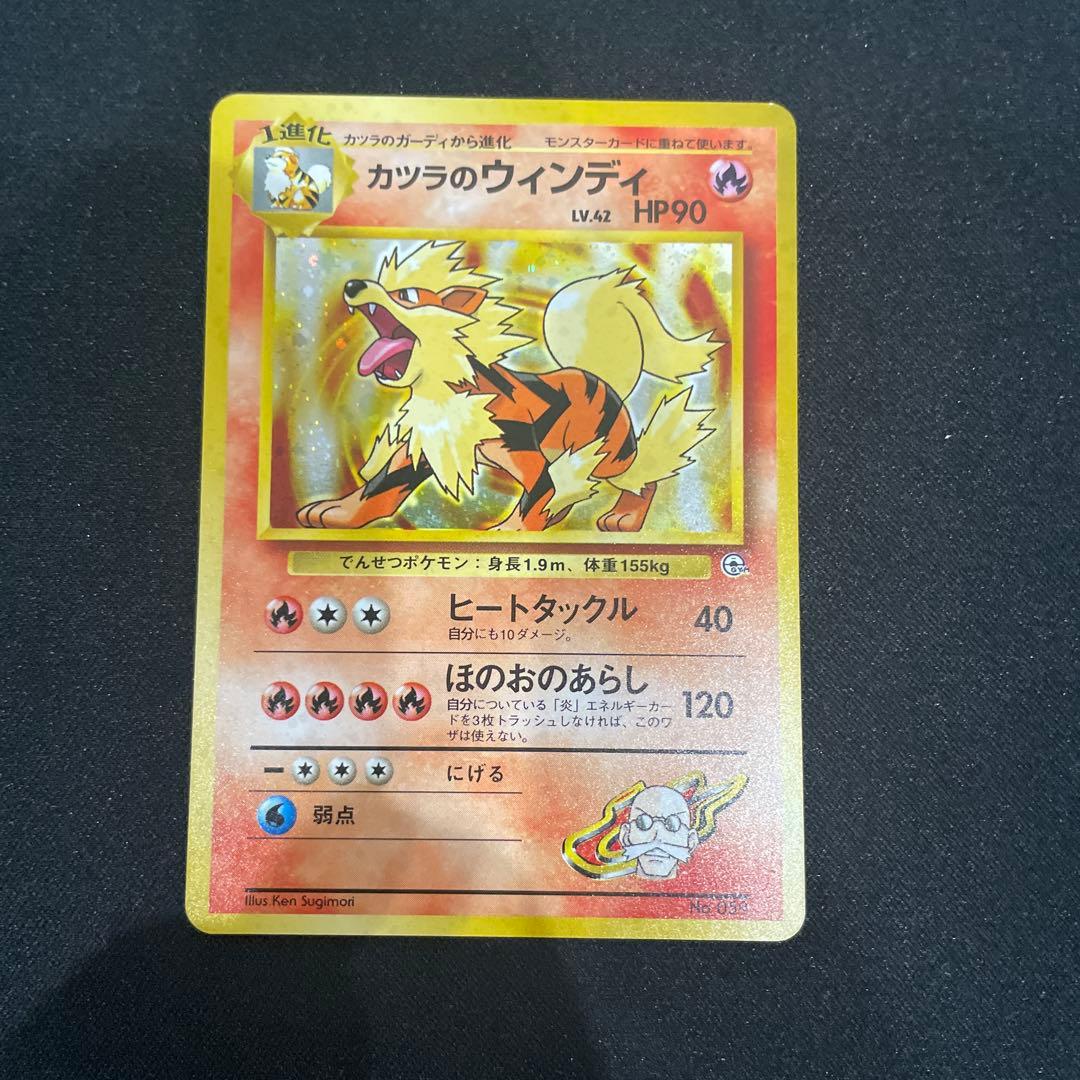 1進化
カツラのガーディから進化 モンスターカードに重ねて使います。
カツラのウィンディ
LV.42 HP90
でんせつポケモン：身長1.9m、体重155kg
GYM
ヒートタックル 40
自分にも10ダメージ。
ほのおのあらし 120
自分についている「炎」エネルギーカー
ドを3枚トラッシュしなければ、このワ
ザは使えない。
にげる
弱点
Illus.Ken Sugimori No.059